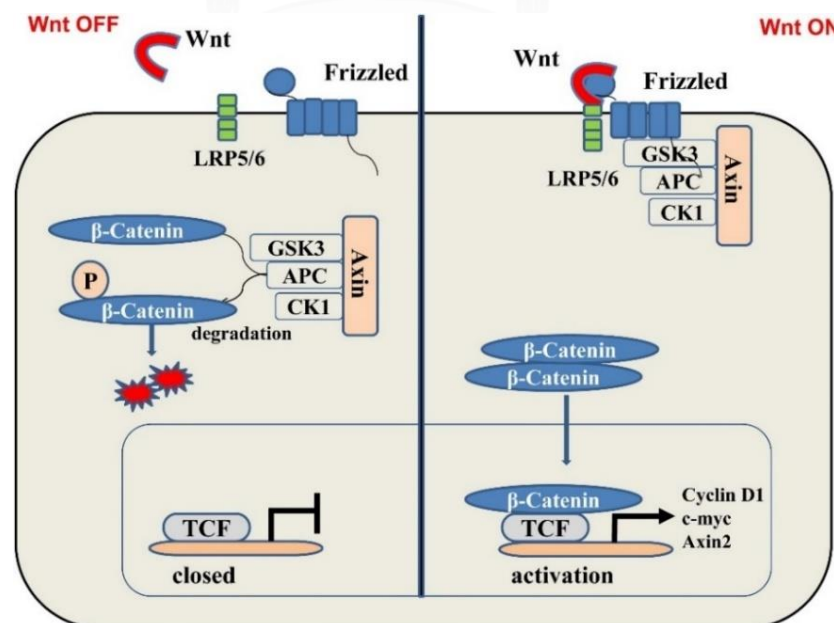 Wnt OFF
Wnt
Frizzled
LRP5/6
β-Catenin
GSK3
APC
CK1
Axin
P
β-Catenin
degradation
TCF
closed
Wnt ON
Wnt
Frizzled
LRP5/6
GSK3
APC
CK1
Axin
β-Catenin
β-Catenin
β-Catenin
TCF
Cyclin D1
c-myc
Axin2
activation